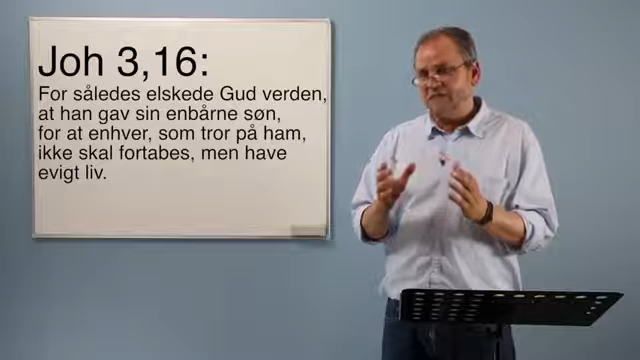 Joh 3,16:
For således elskede Gud verden,
at han gav sin enbårne søn,
for at enhver, som tror på ham,
ikke skal fortabes, men have
evigt liv.